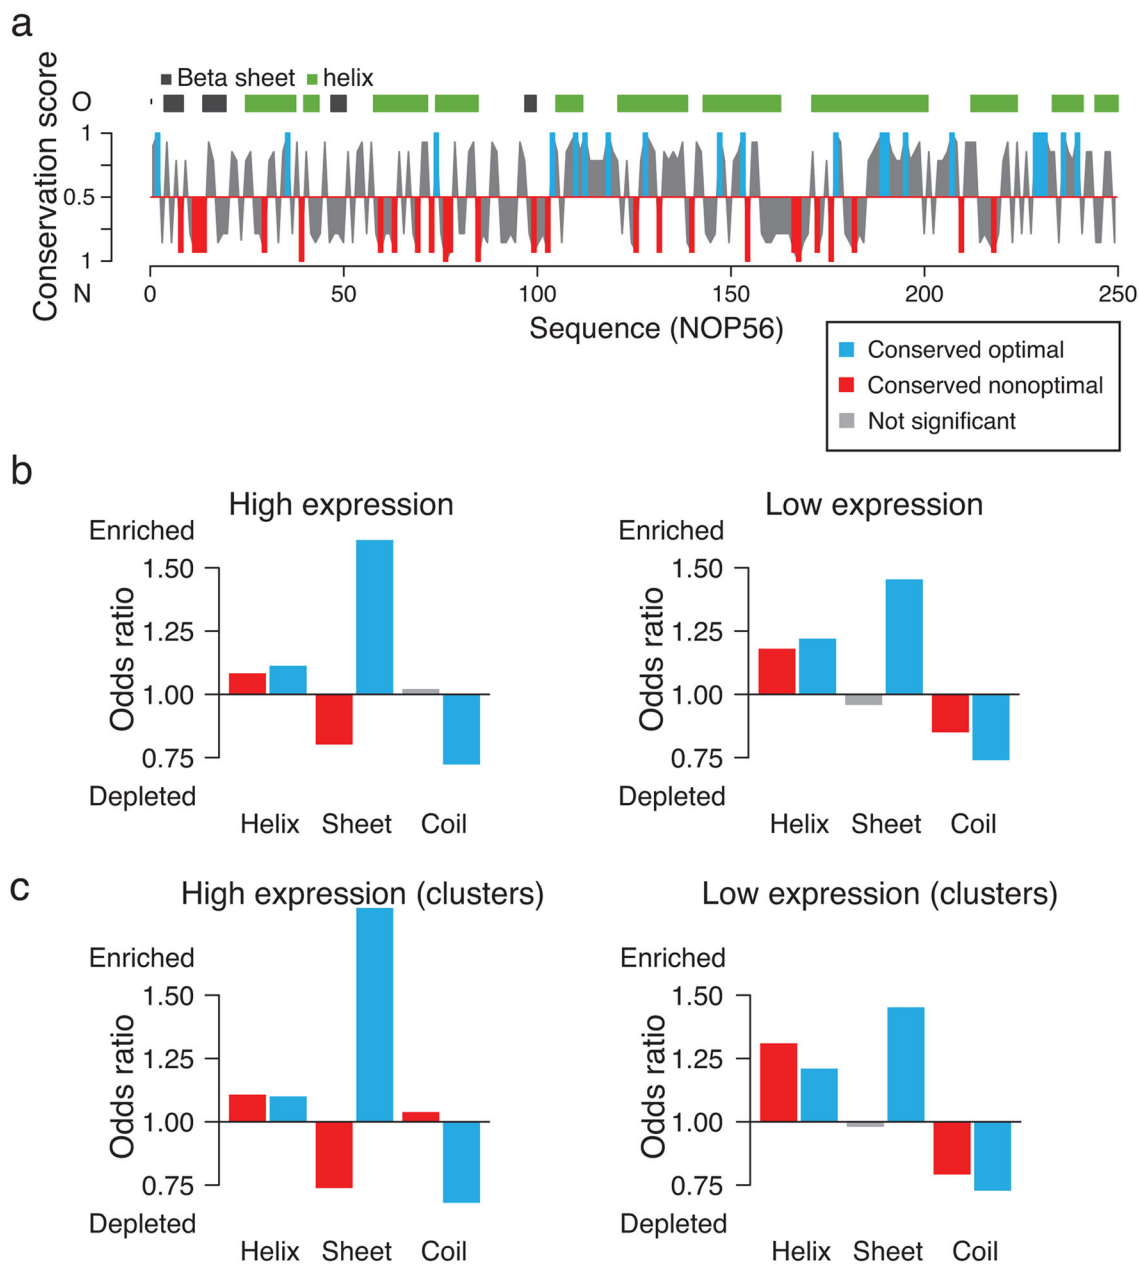 a
Conservation score
Beta sheet helix
O
1
0.5
1
N
0 50 100 150 200 250
Sequence (NOP56)
Conserved optimal
Conserved nonoptimal
Not significant
b
High expression
Enriched
Odds ratio
1.50
1.25
1.00
0.75
Depleted
Helix Sheet Coil
Low expression
Enriched
Odds ratio
1.50
1.25
1.00
0.75
Depleted
Helix Sheet Coil
c
High expression (clusters)
Enriched
Odds ratio
1.50
1.25
1.00
0.75
Depleted
Helix Sheet Coil
Low expression (clusters)
Enriched
Odds ratio
1.50
1.25
1.00
0.75
Depleted
Helix Sheet Coil